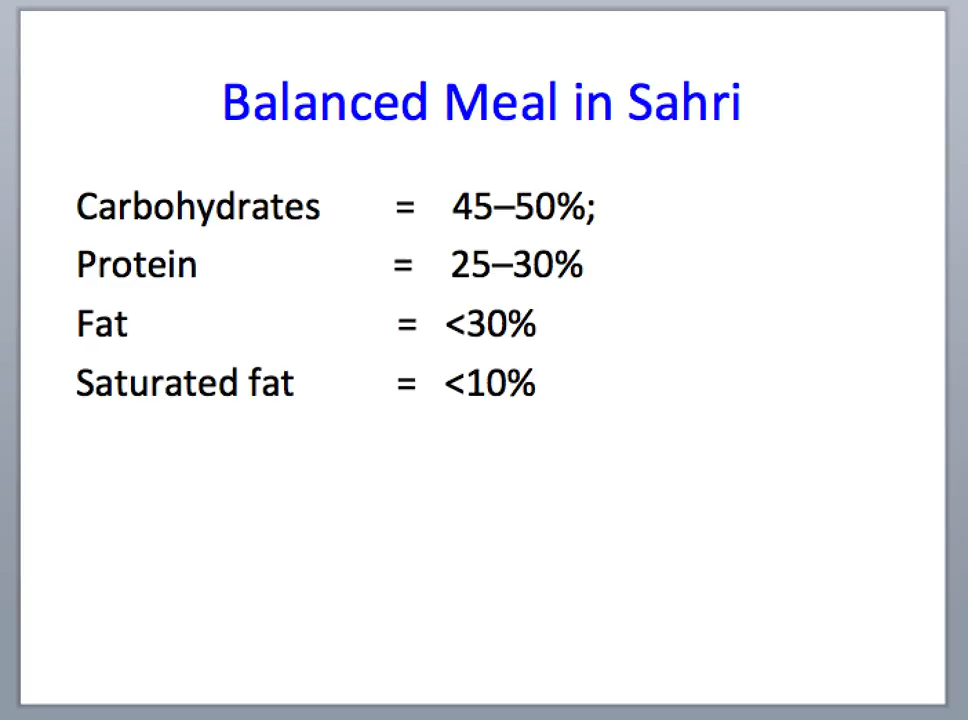 Balanced Meal in Sahri
Carbohydrates = 45–50%;
Protein = 25–30%
Fat = <30%
Saturated fat = <10%